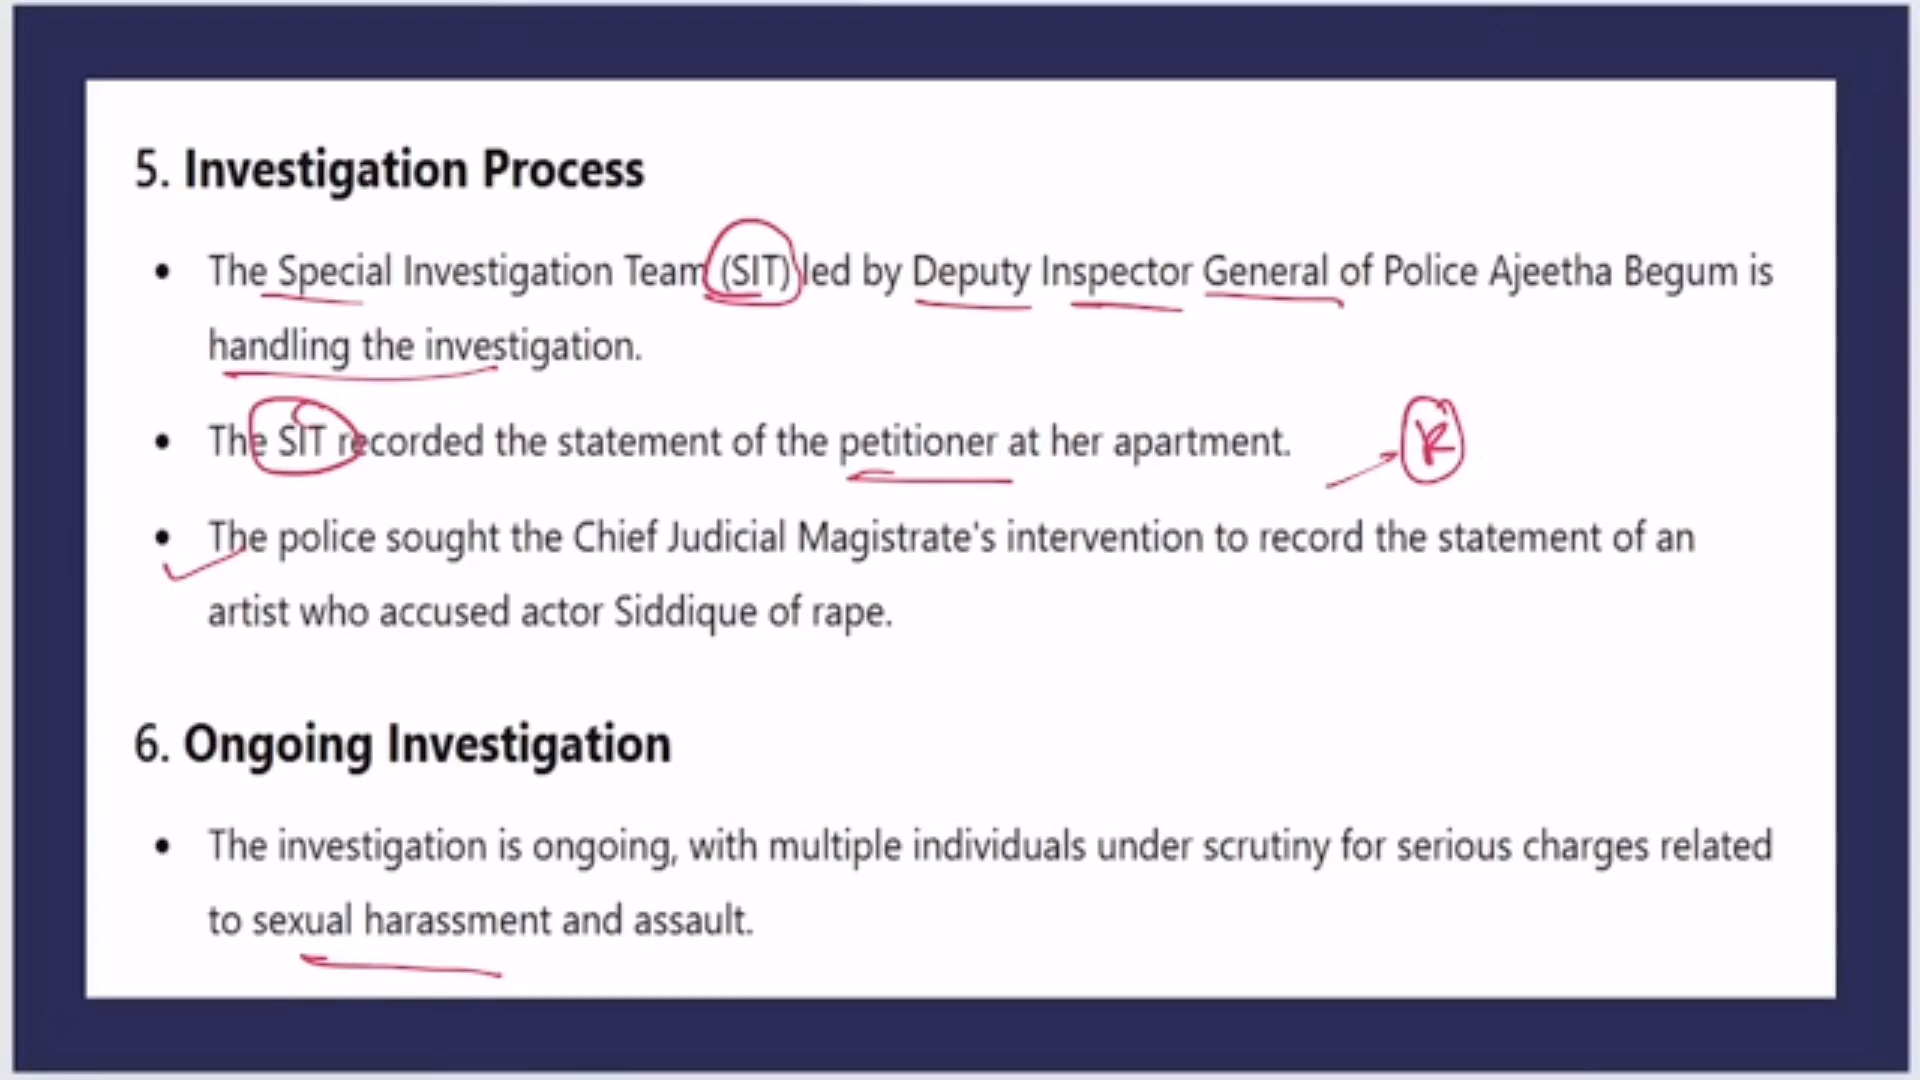 5. Investigation Process
• The Special Investigation Team (SIT) led by Deputy Inspector General of Police Ajeetha Begum is
handling the investigation.
• The SIT recorded the statement of the petitioner at her apartment.
• The police sought the Chief Judicial Magistrate's intervention to record the statement of an
artist who accused actor Siddique of rape.
6. Ongoing Investigation
• The investigation is ongoing, with multiple individuals under scrutiny for serious charges related
to sexual harassment and assault.